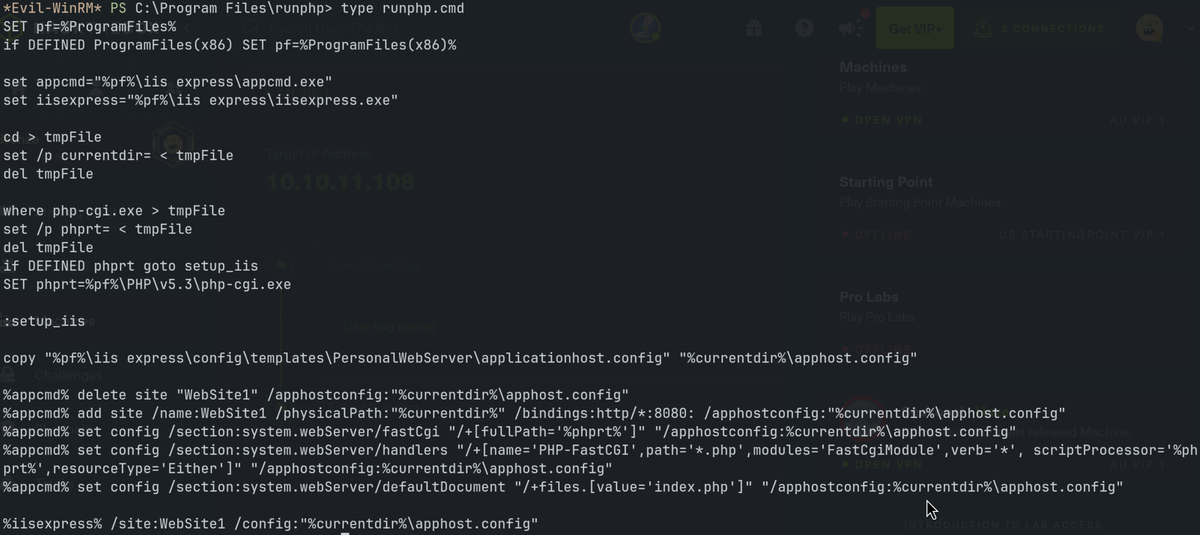 *Evil-WinRM* PS C:\Program Files\runphp> type runphp.cmd
SET pf=%ProgramFiles%
if DEFINED ProgramFiles(x86) SET pf=%ProgramFiles(x86)%
set appcmd="%pf%\iis express\appcmd.exe"
set iisexpress="%pf%\iis express\iisexpress.exe"
cd > tmpFile
set /p currentdir= < tmpFile
del tmpFile
where php-cgi.exe > tmpFile
set /p phprt= < tmpFile
del tmpFile
if DEFINED phprt goto setup_iis
SET phprt=%pf%\PHP\v5.3\php-cgi.exe
:setup_iis
copy "%pf%\iis express\config\templates\PersonalWebServer\applicationhost.config" "%currentdir%\apphost.config"
%appcmd% delete site "WebSite1" /apphostconfig:"%currentdir%\apphost.config"
%appcmd% add site /name:WebSite1 /physicalPath:"%currentdir%" /bindings:http/*:8080: /apphostconfig:"%currentdir%\apphost.config"
%appcmd% set config /section:system.webServer/fastCgi "/+[fullPath='%phprt%']" "/apphostconfig:%currentdir%\apphost.config"
%appcmd% set config /section:system.webServer/handlers "/+[name='PHP-FastCGI',path='*.php',modules='FastCgiModule',verb='*', scriptProcessor='%ph
prt%',resourceType='Either']" "/apphostconfig:%currentdir%\apphost.config"
%appcmd% set config /section:system.webServer/defaultDocument "/+files.[value='index.php']" "/apphostconfig:%currentdir%\apphost.config"
%iisexpress% /site:WebSite1 /config:"%currentdir%\apphost.config"
Target IP Address
10.10.11.108
Challenges
Get VIP+
2 CONNECTIONS
Machines
Play Machines
OPEN VPN
AU VIP 1
Starting Point
Play Starting Point Machines
OFFLINE
US STARTINGPOINT VIP 1
Pro Labs
Play Pro Labs
OFFLINE
OPEN VPN
INTRODUCTION TO LAB ACCESS